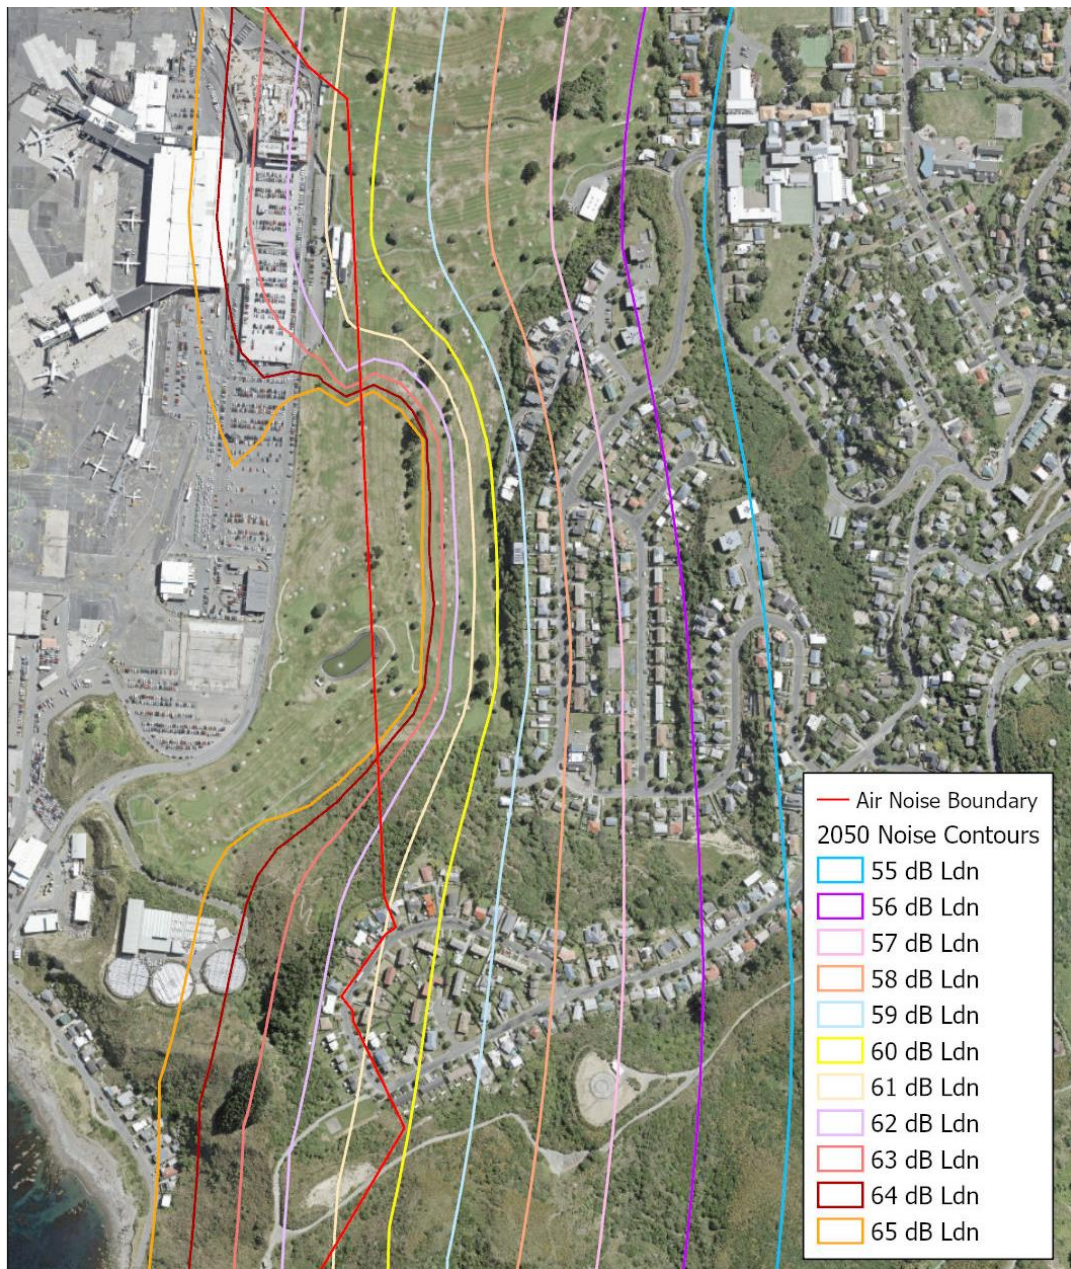 Air Noise Boundary
2050 Noise Contours
55 dB Ldn
56 dB Ldn
57 dB Ldn
58 dB Ldn
59 dB Ldn
60 dB Ldn
61 dB Ldn
62 dB Ldn
63 dB Ldn
64 dB Ldn
65 dB Ldn